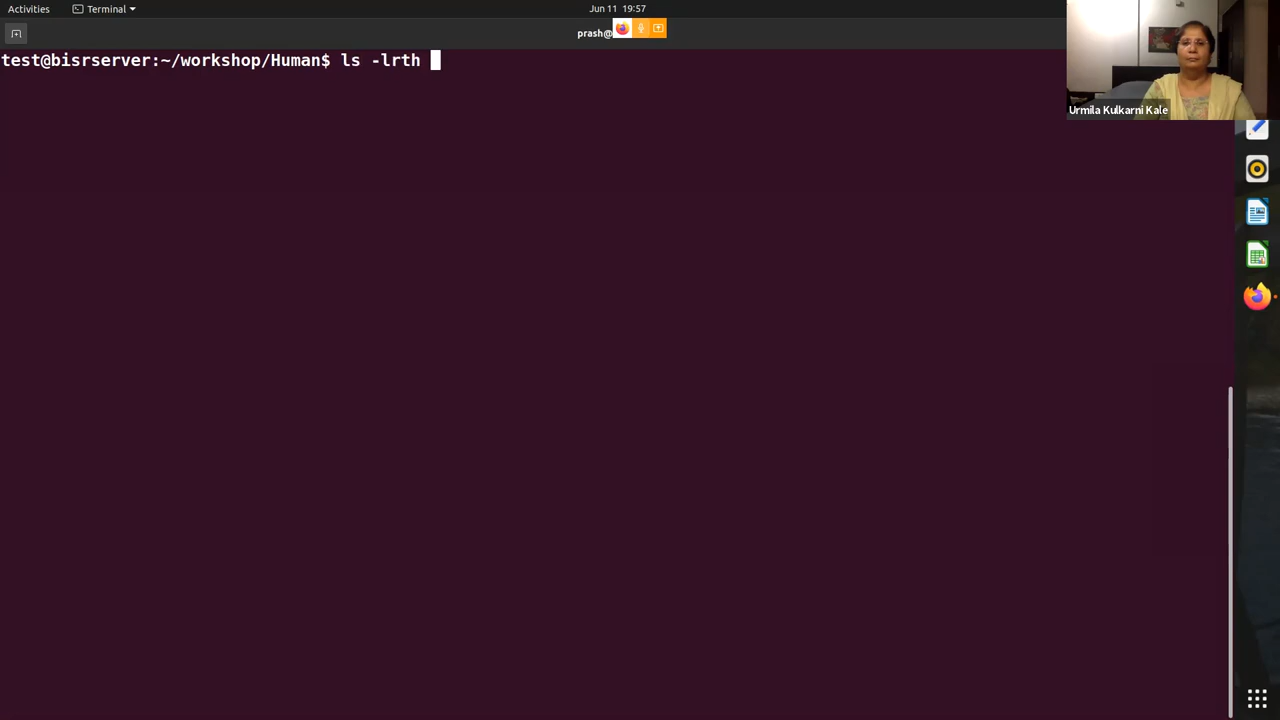 Activities
Terminal
Jun 11 19:57
prash@
test@bisrserver:~/workshop/Human$ ls -lrth
Urmila Kulkarni Kale